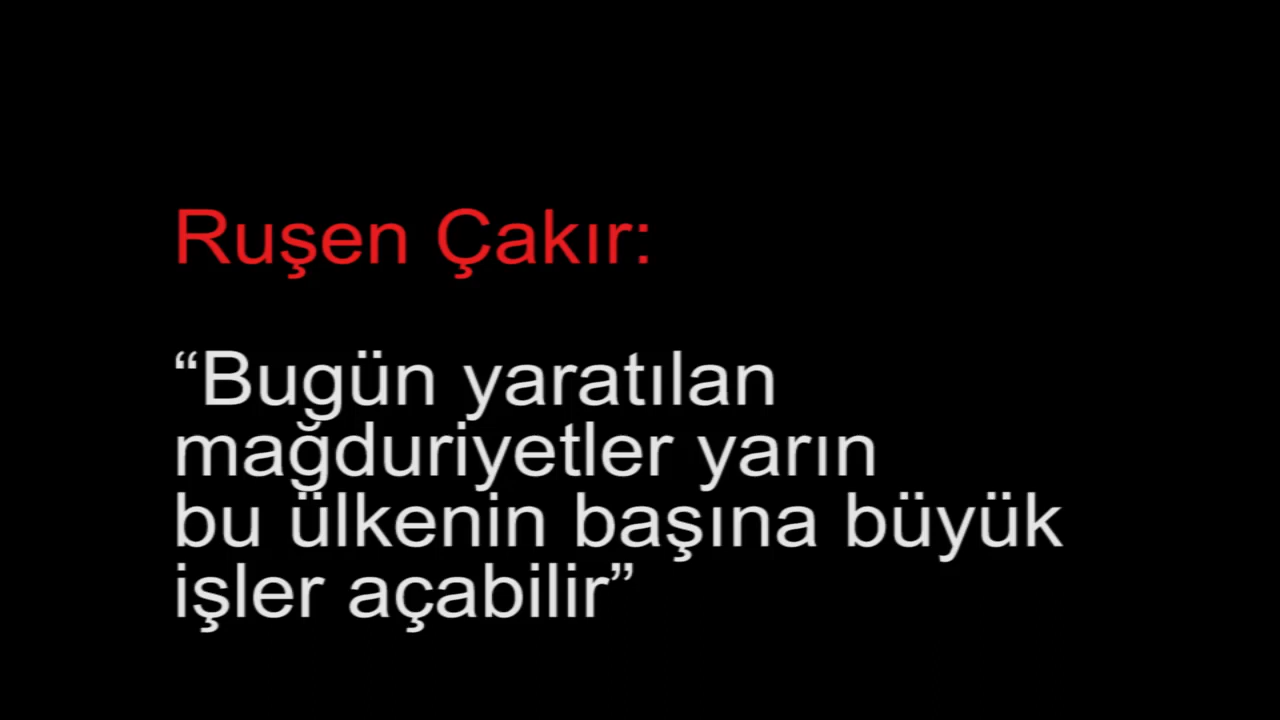 Ruşen Çakır:
“Bugün yaratılan
mağduriyetler yarın
bu ülkenin başına büyük
işler açabilir”